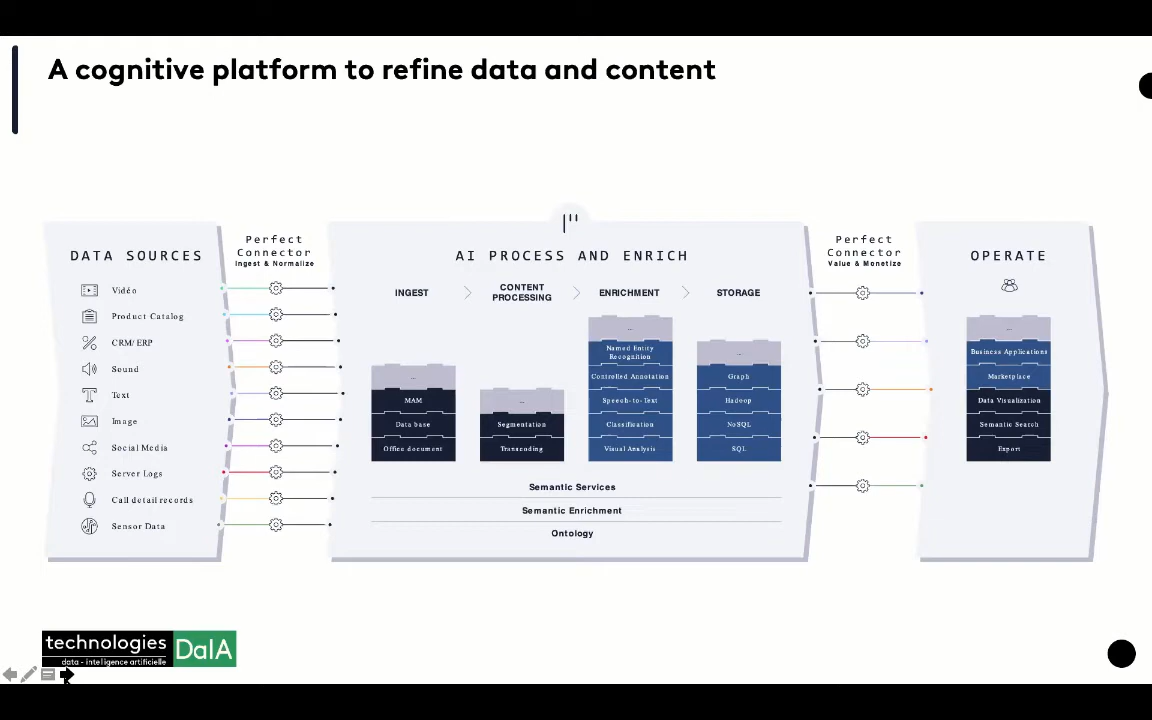 A cognitive platform to refine data and content
DATA SOURCES
Vidéo
Product Catalog
CRM/ ERP
Sound
Text
Image
Social Media
Server Logs
Call detail records
Sensor Data
Perfect
Connector
Ingest & Normalize
AI PROCESS AND ENRICH
INGEST
CONTENT
PROCESSING
ENRICHMENT
STORAGE
...
MAM
Data base
Office document
...
Segmentation
Transcoding
...
Named Entity
Recognition
Controlled Annotation
Speech-to-Text
Classification
Visual Analysis
...
Graph
Hadoop
NoSQL
SQL
Semantic Services
Semantic Enrichment
Ontology
Perfect
Connector
Value & Monetize
OPERATE
...
Business Applications
Marketplace
Data Visualization
Semantic Search
Export
technologies
data - intelligence artificielle
DaIA